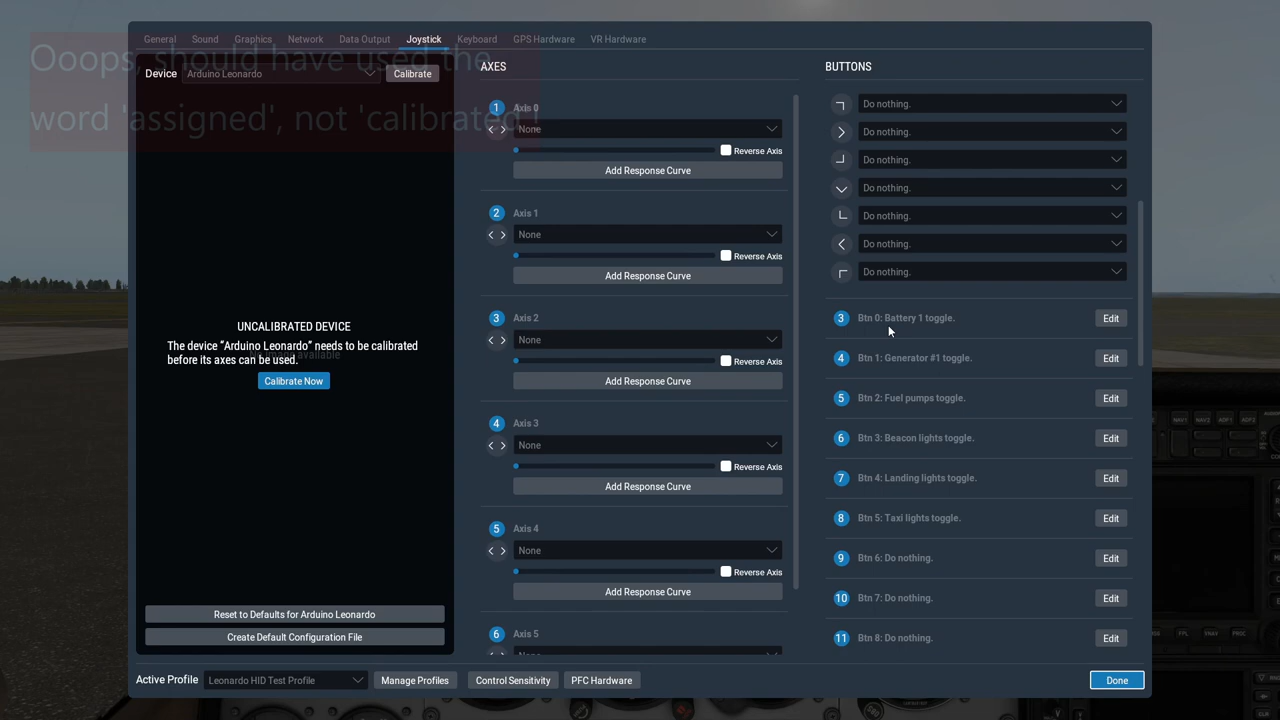 General Sound Graphics Network Data Output Joystick Keyboard GPS Hardware VR Hardware
Ooops, should have used the
word 'assigned', not 'calibrated'!
Device Arduino Leonardo Calibrate
UNCALIBRATED DEVICE
The device "Arduino Leonardo" needs to be calibrated
before its axes can be used.
No image available
Calibrate Now
Reset to Defaults for Arduino Leonardo
Create Default Configuration File
AXES
1 Axis 0
None
Reverse Axis
Add Response Curve
2 Axis 1
None
Reverse Axis
Add Response Curve
3 Axis 2
None
Reverse Axis
Add Response Curve
4 Axis 3
None
Reverse Axis
Add Response Curve
5 Axis 4
None
Reverse Axis
Add Response Curve
6 Axis 5
None
BUTTONS
Do nothing.
Do nothing.
Do nothing.
Do nothing.
Do nothing.
Do nothing.
Do nothing.
3 Btn 0: Battery 1 toggle. Edit
4 Btn 1: Generator #1 toggle. Edit
5 Btn 2: Fuel pumps toggle. Edit
6 Btn 3: Beacon lights toggle. Edit
7 Btn 4: Landing lights toggle. Edit
8 Btn 5: Taxi lights toggle. Edit
9 Btn 6: Do nothing. Edit
10 Btn 7: Do nothing. Edit
11 Btn 8: Do nothing. Edit
Active Profile Leonardo HID Test Profile Manage Profiles Control Sensitivity PFC Hardware Done
NAV1 NAV2 ADF1
FPL VNAV PROC